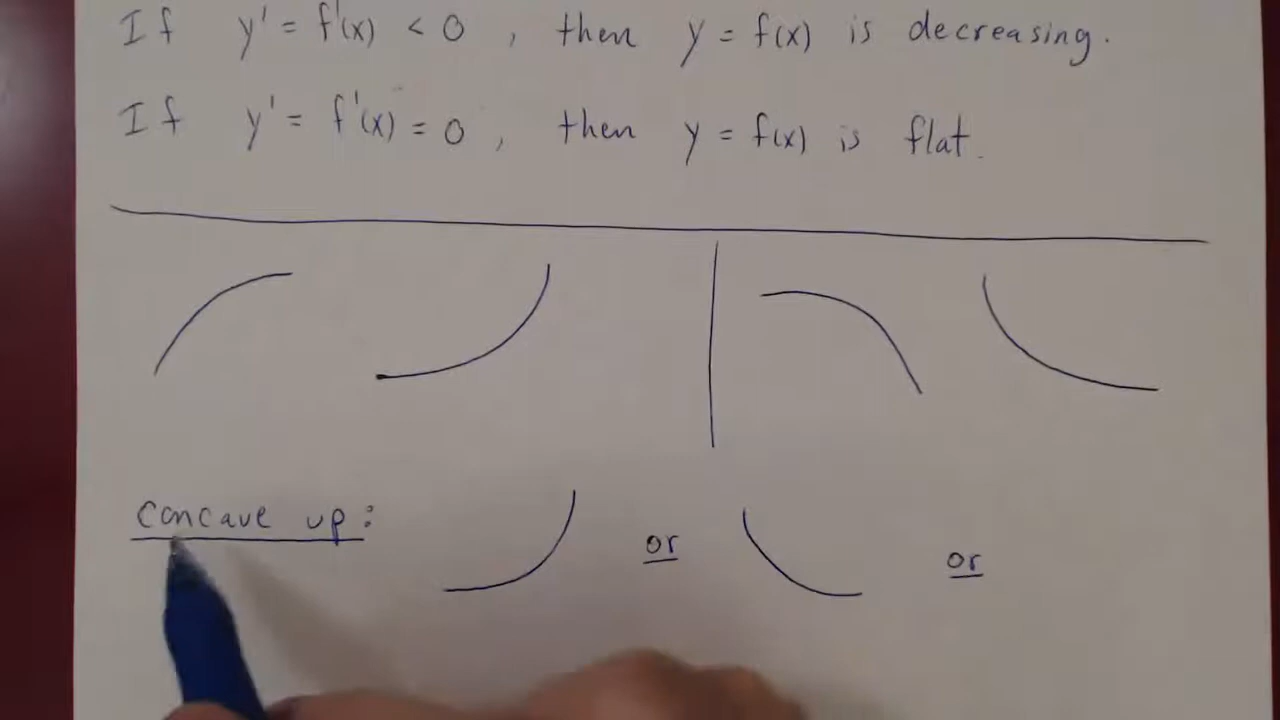 If y' = f'(x) < 0 , then y = f(x) is decreasing.
If y' = f'(x) = 0 , then y = f(x) is flat.
concave up: or or